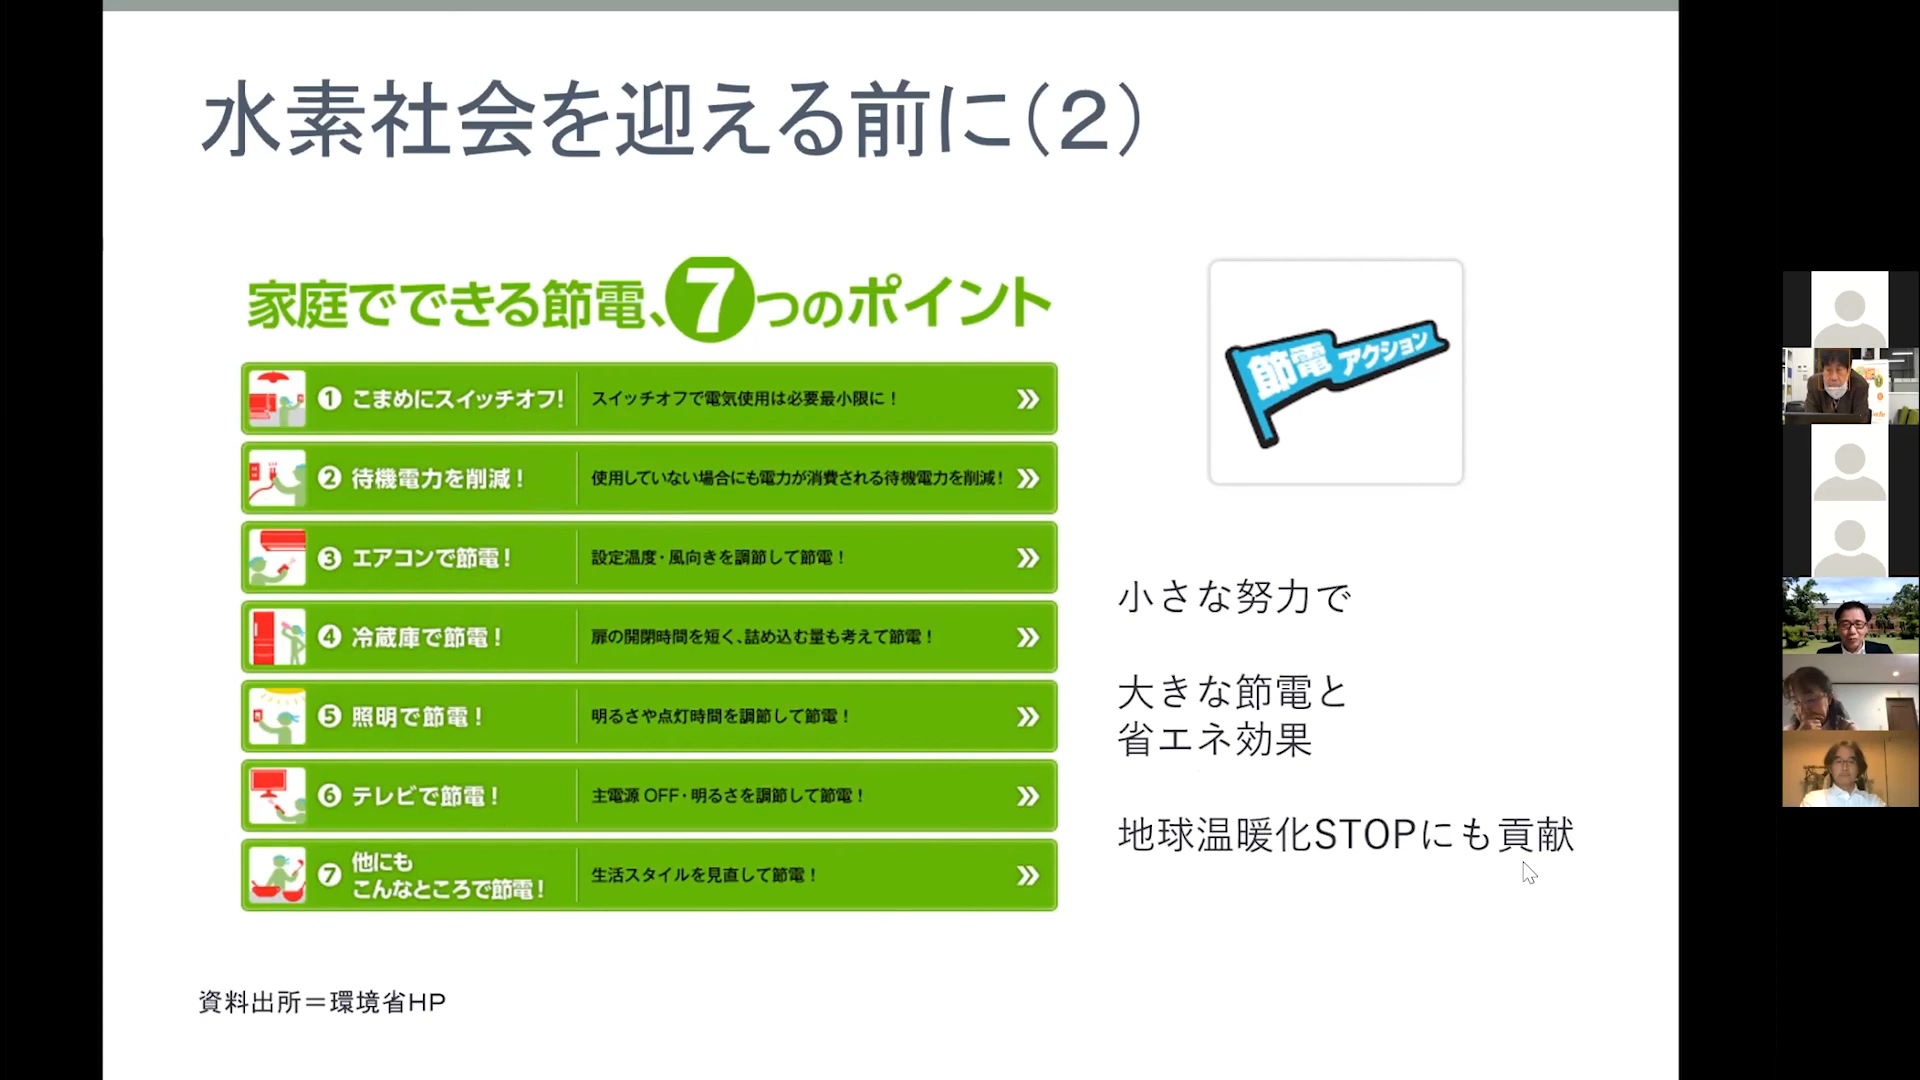 水素社会を迎える前に（2）
家庭でできる節電、7つのポイント
① こまめにスイッチオフ! スイッチオフで電気使用は必要最小限に！
② 待機電力を削減! 使用していない場合にも電力が消費される待機電力を削減！
③ エアコンで節電! 設定温度・風向きを調節して節電！
④ 冷蔵庫で節電! 扉の開閉時間を短く、詰め込む量も考えて節電！
⑤ 照明で節電! 明るさや点灯時間を調節して節電！
⑥ テレビで節電! 主電源 OFF・明るさを調節して節電！
⑦ 他にも
こんなところで節電! 生活スタイルを見直して節電！
節電アクション
小さな努力で
大きな節電と
省エネ効果
地球温暖化STOPにも貢献
資料出所＝環境省HP